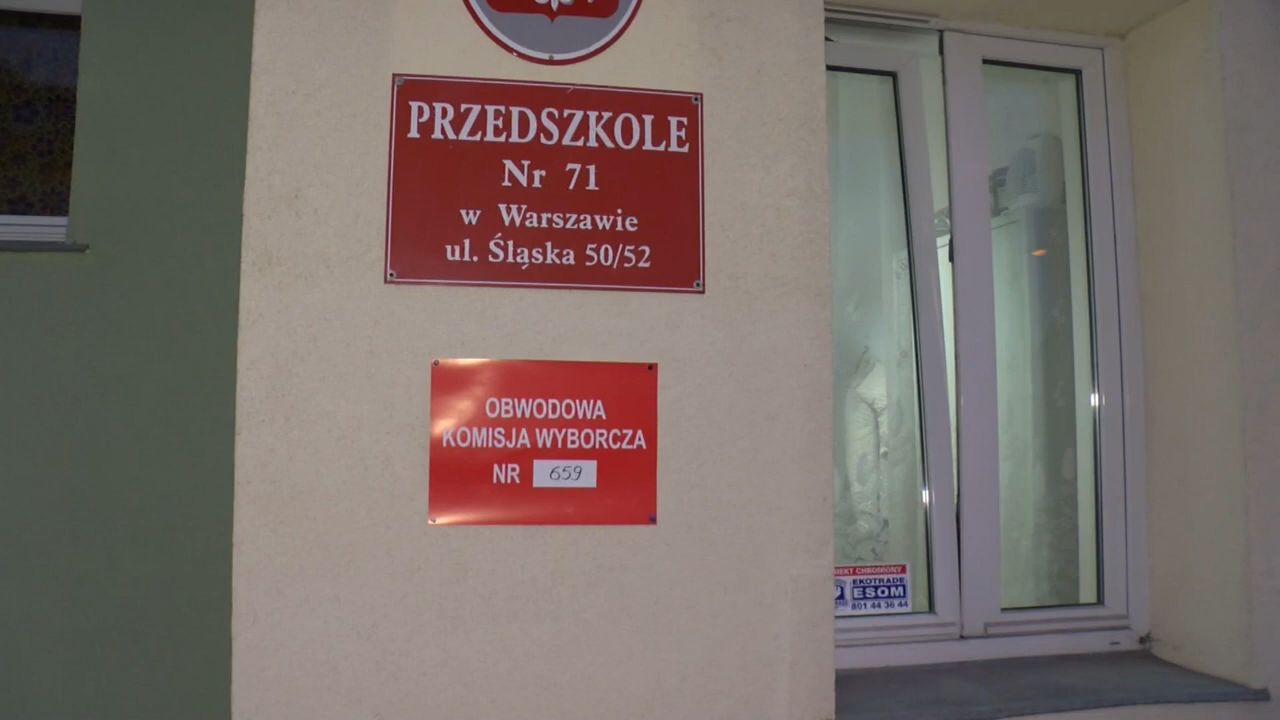 PRZEDSZKOLE
Nr 71
w Warszawie
ul. Śląska 50/52
OBWODOWA
KOMISJA WYBORCZA
NR 659
CHRONIONY
EKOTRADE
ESOM
801 44 36 44